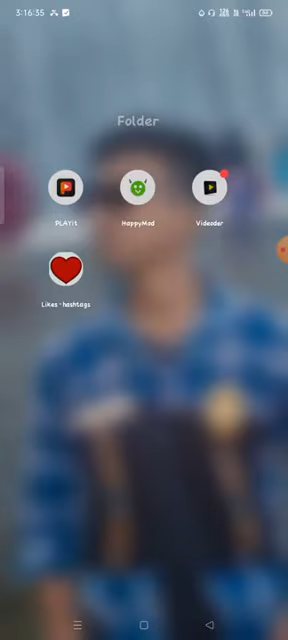 3:16:35
Folder
PLAYit
HappyMod
Videoder
Likes - hashtags